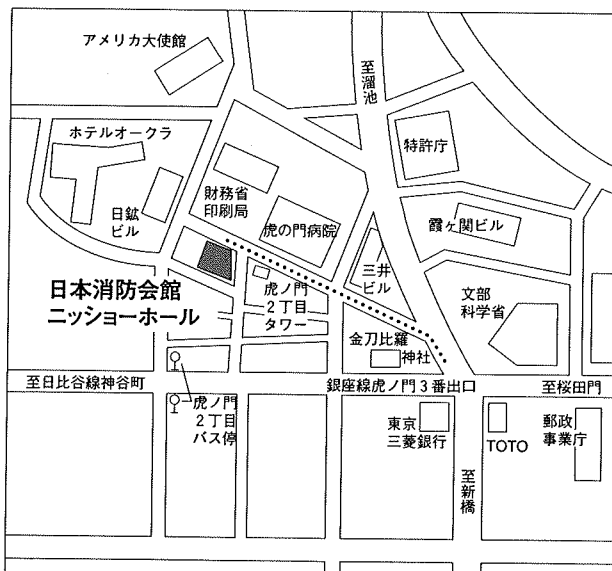 アメリカ大使館
至溜池
ホテルオークラ
特許庁
財務省
印刷局
日鉱
ビル
虎の門病院
霞ヶ関ビル
三井
ビル
日本消防会館
ニッショーホール
虎ノ門
2丁目
タワー
文部
科学省
金刀比羅
神社
至日比谷線神谷町
銀座線虎ノ門3番出口
至桜田門
虎ノ門
2丁目
バス停
東京
三菱銀行
TOTO
郵政
事業庁
至新橋